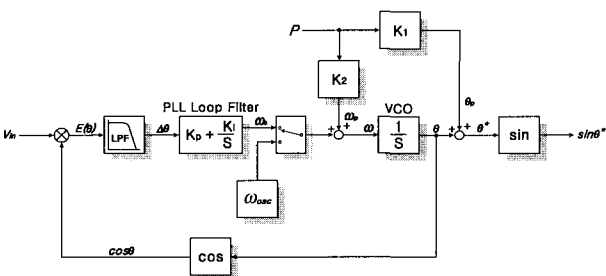 P
K1
K2
θp
PLL Loop Filter
VCO
Vin
E(θ)
LPF
Δθ
Kp + KI/S
ωp
ω
1/S
θ
θ*
sin
sinθ*
ωosc
cosθ
cos